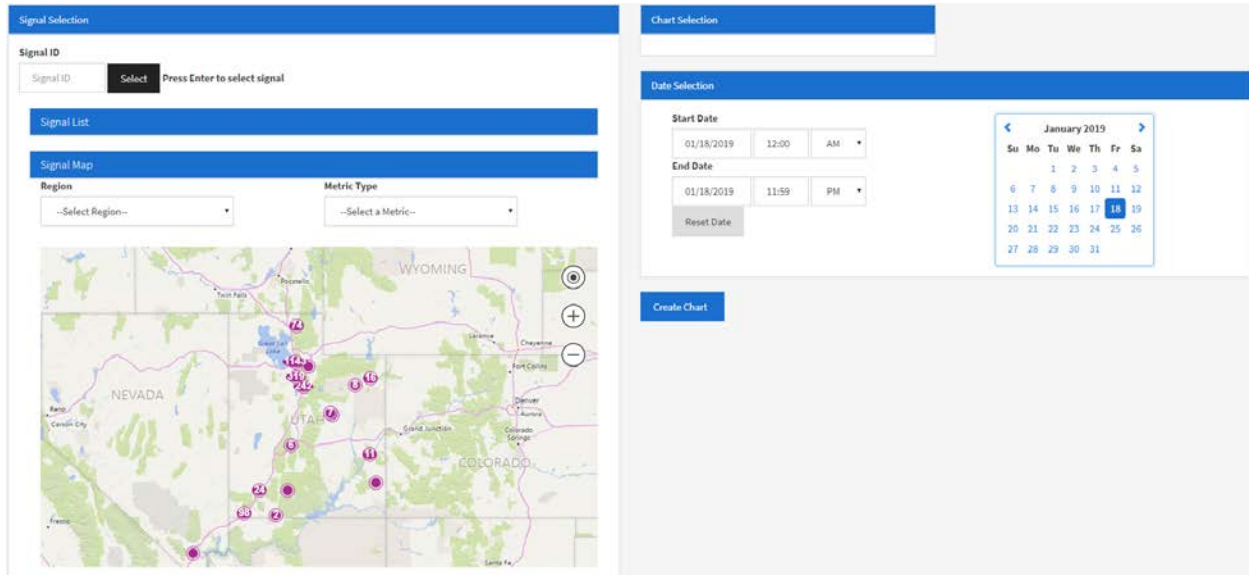 Signal Selection
Signal ID
Signal ID
Select
Press Enter to select signal
Signal List
Signal Map
Region
Metric Type
--Select Region--
--Select a Metric--
WYOMING
Pocatello
Twin Falls
74
Great Salt
Lake
Laramie
Cheyenne
1143
319
242
8
16
Fort Collins
NEVADA
Reno
Carson City
UTAH
7
Denver
Aurora
Grand Junction
Colorado
Springs
6
11
COLORADO
24
98
2
Fresno
Santa Fe
Chart Selection
Date Selection
Start Date
01/18/2019 12:00 AM
End Date
01/18/2019 11:59 PM
Reset Date
January 2019
Su Mo Tu We Th Fr Sa
1 2 3 4 5
6 7 8 9 10 11 12
13 14 15 16 17 18 19
20 21 22 23 24 25 26
27 28 29 30 31
Create Chart